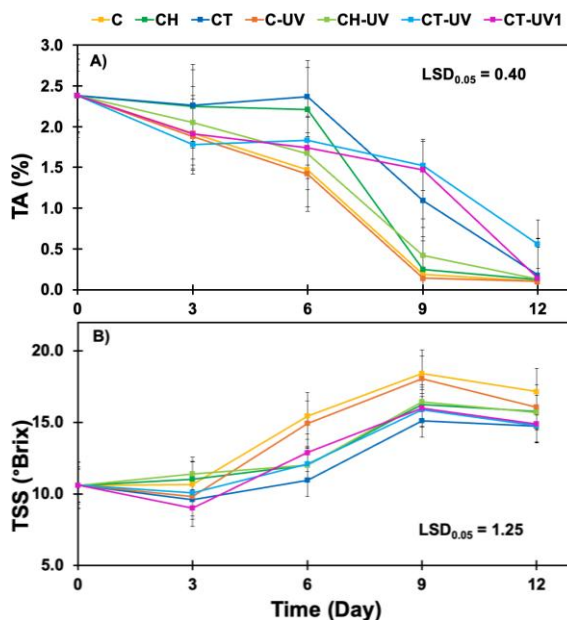 C CH CT C-UV CH-UV CT-UV CT-UV1
3.0
A)
LSD0.05 = 0.40
2.5
2.0
TA (%)
1.5
1.0
0.5
0.0
0 3 6 9 12
B)
20.0
TSS (°Brix)
15.0
10.0
LSD0.05 = 1.25
5.0
0 3 6 9 12
Time (Day)